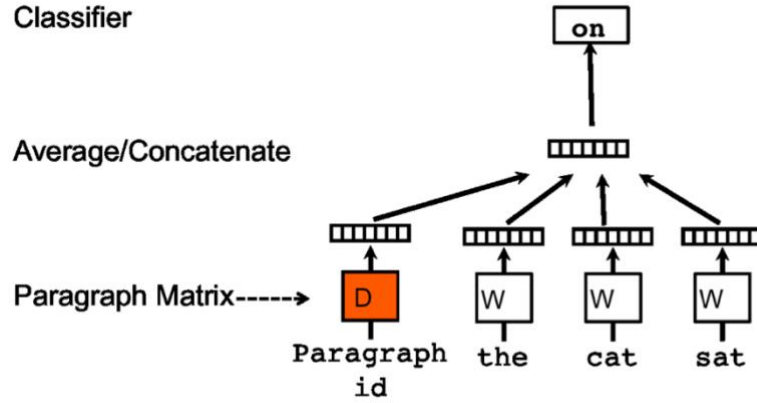 Classifier
on
Average/Concatenate
Paragraph Matrix
D
W
W
W
Paragraph
id
the
cat
sat